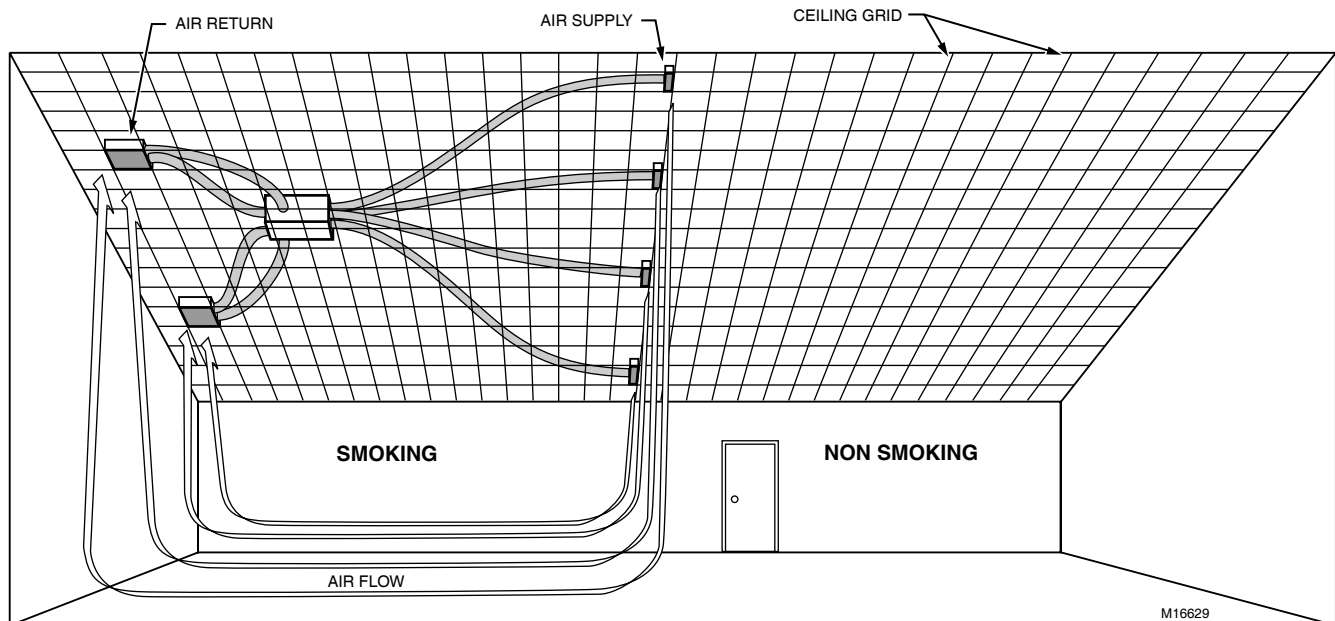 AIR RETURN
AIR SUPPLY
CEILING GRID
SMOKING
NON SMOKING
AIR FLOW
M16629